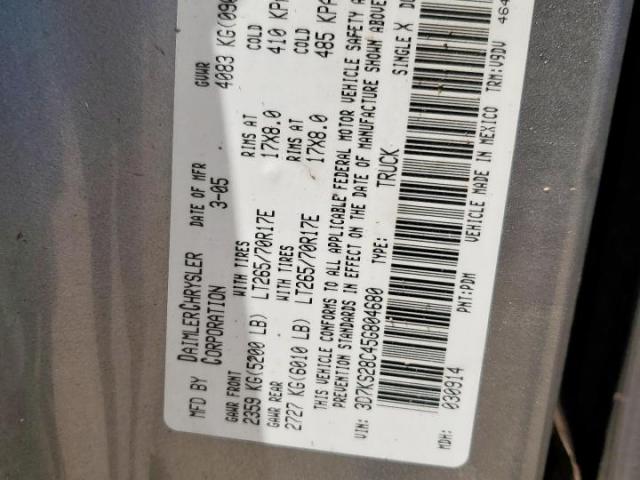 MFD BY DAIMLERCHRYSLER CORPORATION DATE OF MFR 3-05 GVWR 4083 KG(
GAWR FRONT WITH TIRES RIMS AT COLD
2359 KG(5200 LB) LT265/70R17E 17X8.0 410 KPA
GAWR REAR WITH TIRES RIMS AT COLD
2727 KG(6010 LB) LT265/70R17E 17X8.0 485 KPA
THIS VEHICLE CONFORMS TO ALL APPLICABLE FEDERAL MOTOR VEHICLE SAFETY
PREVENTION STANDARDS IN EFFECT ON THE DATE OF MANUFACTURE SHOWN ABOVE
VIN: 3D7KS28C45G804680 TYPE: TRUCK SINGLE X
MDH: 030914 PNT:PDM VEHICLE MADE IN MEXICO TRM:V9DV 464